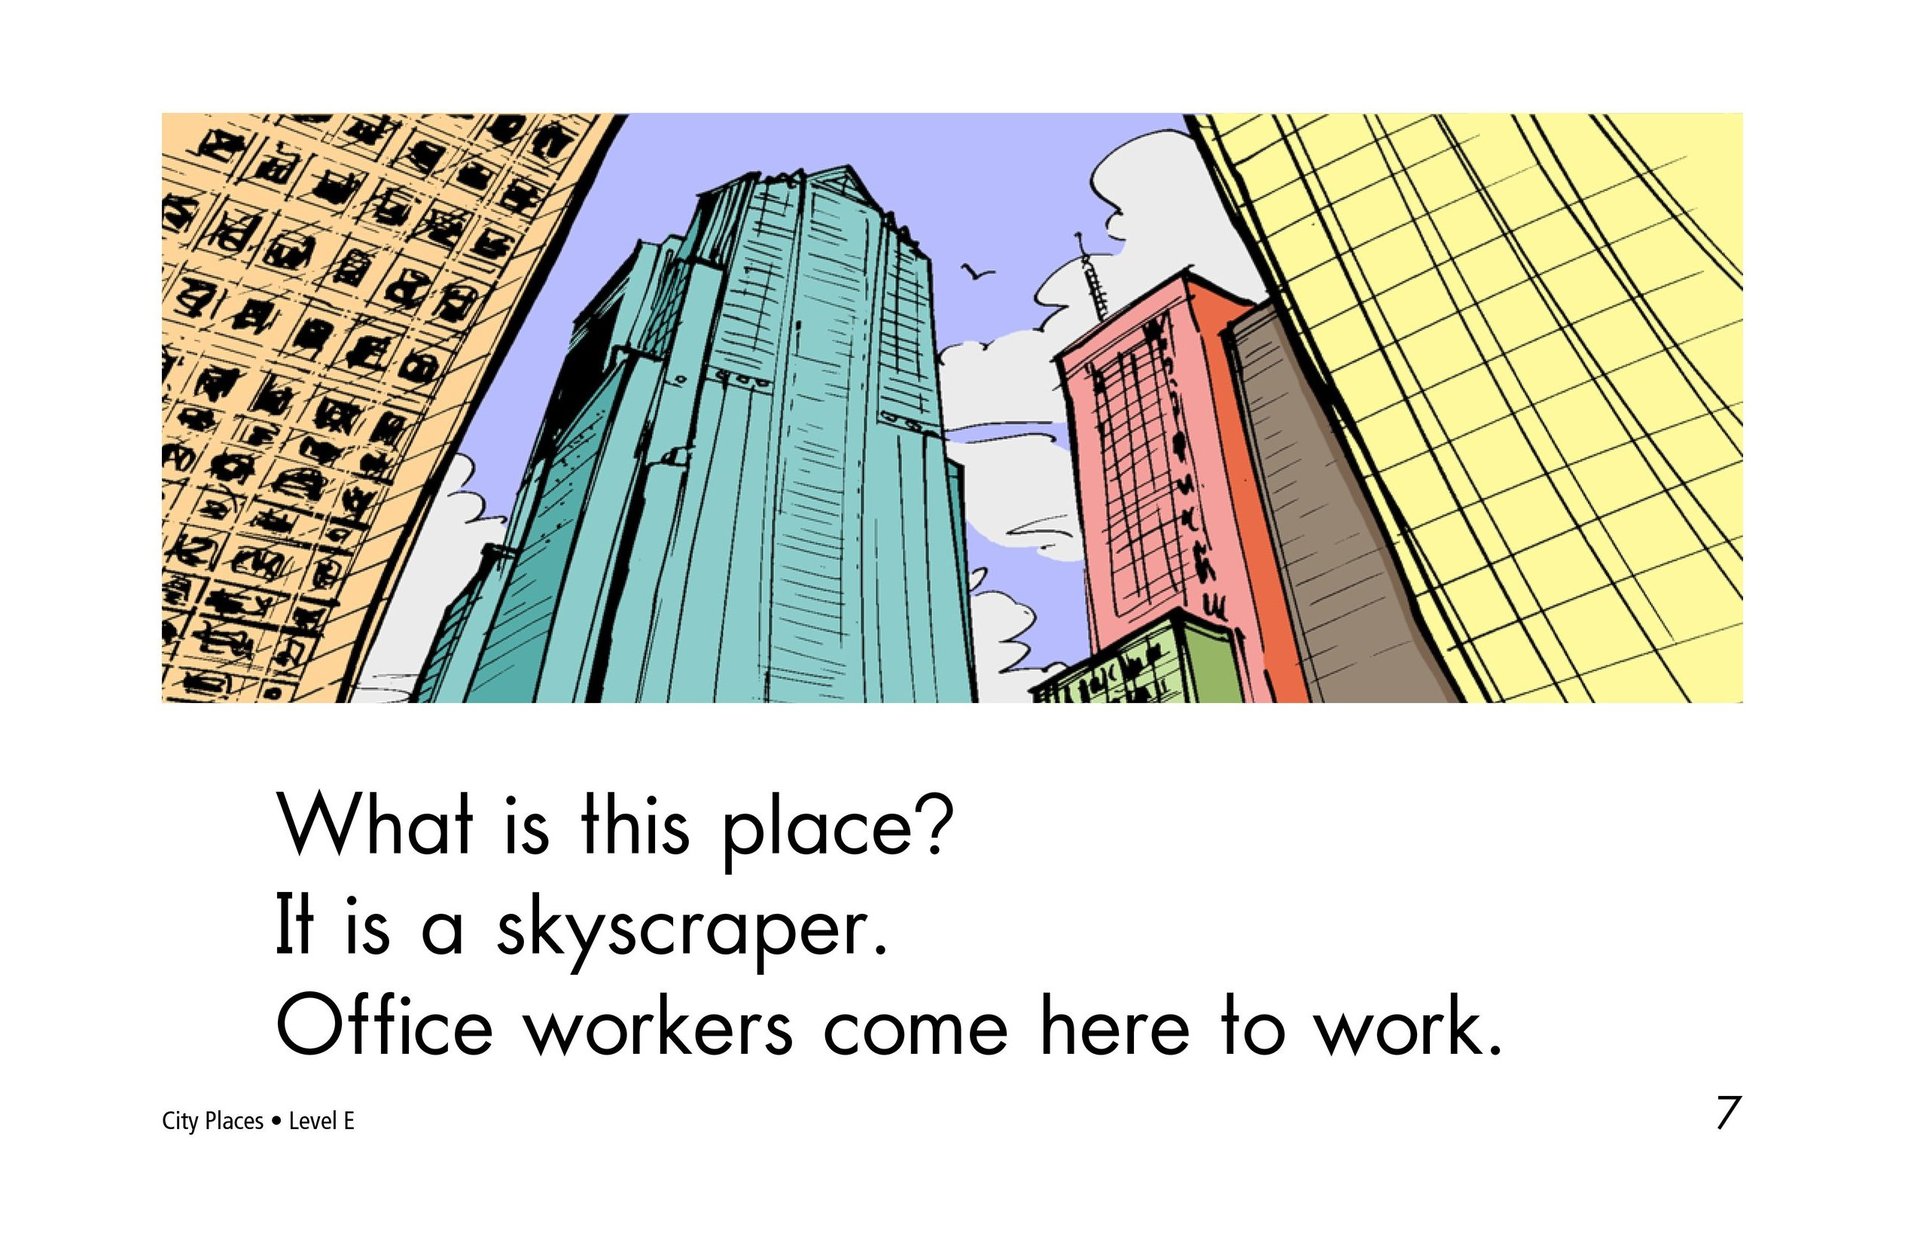 What is this place?
It is a skyscraper.
Office workers come here to work.
City Places • Level E
7